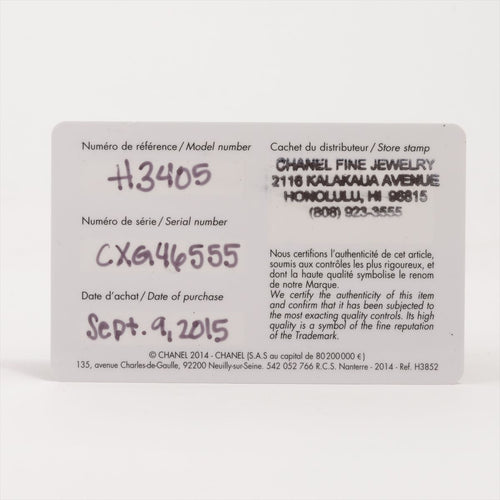 Numéro de référence / Model number
H3405
Numéro de série / Serial number
CXG46555
Date d'achat / Date of purchase
Sept. 9, 2015
Cachet du distributeur / Store stamp
CHANEL FINE JEWELRY
2116 KALAKAUA AVENUE
HONOLULU, HI 96815
(808) 923-3555
Nous certifions l'authenticité de cet article,
soumis aux contrôles les plus rigoureux, et
dont la haute qualité symbolise le renom
de notre Marque.
We certify the authenticity of this item
and confirm that it has been subjected to
the most exacting quality controls. Its high
quality is a symbol of the fine reputation
of the Trademark.
© CHANEL 2014 - CHANEL (S.A.S au capital de 80200000 €)
135, avenue Charles-de-Gaulle, 92200 Neuilly-sur-Seine. 542 052 766 R.C.S. Nanterre - 2014 - Ref. H3852